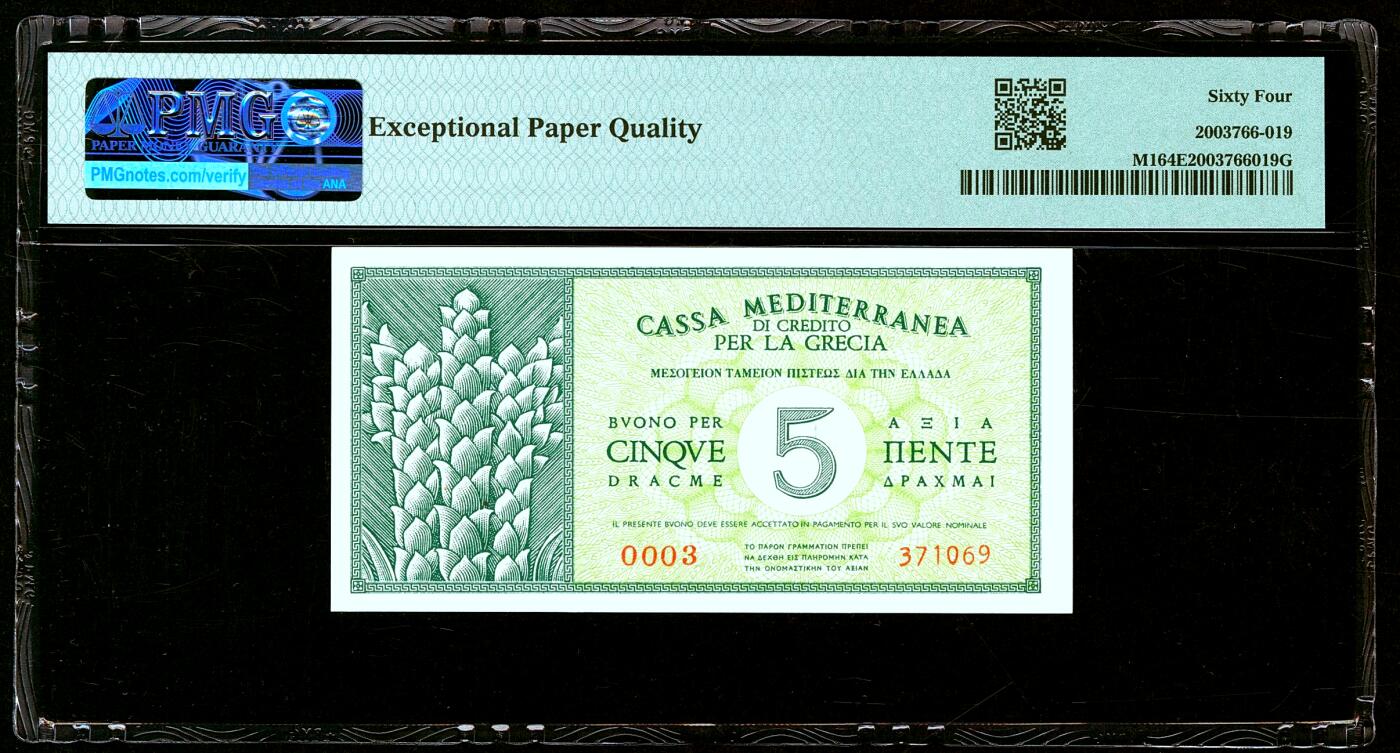 PMG
PAPER MONEY GUARANTY
PMGnotes.com/verify
ANA
Exceptional Paper Quality
Sixty Four
2003766-019
M164E2003766019G
CASSA MEDITERRANEA
DI CREDITO
PER LA GRECIA
ΜΕΣΟΓΕΙΟΝ ΤΑΜΕΙΟΝ ΠΙΣΤΕΩΣ ΔΙΑ ΤΗΝ ΕΛΛΑΔΑ
BVONO PER
CINQVE
DRACME
5
ΑΞΙΑ
ΠΕΝΤΕ
ΔΡΑΧΜΑΙ
IL PRESENTE BVONO DEVE ESSERE ACCETTATO IN PAGAMENTO PER IL SVO VALORE NOMINALE
0003
ΤΟ ΠΑΡΟΝ ΓΡΑΜΜΑΤΙΟΝ ΠΡΕΠΕΙ
ΝΑ ΔΕΧΘΗ ΕΙΣ ΠΛΗΡΩΜΗΝ ΚΑΤΑ
ΤΗΝ ΟΝΟΜΑΣΤΙΚΗΝ ΤΟΥ ΑΞΙΑΝ
371069